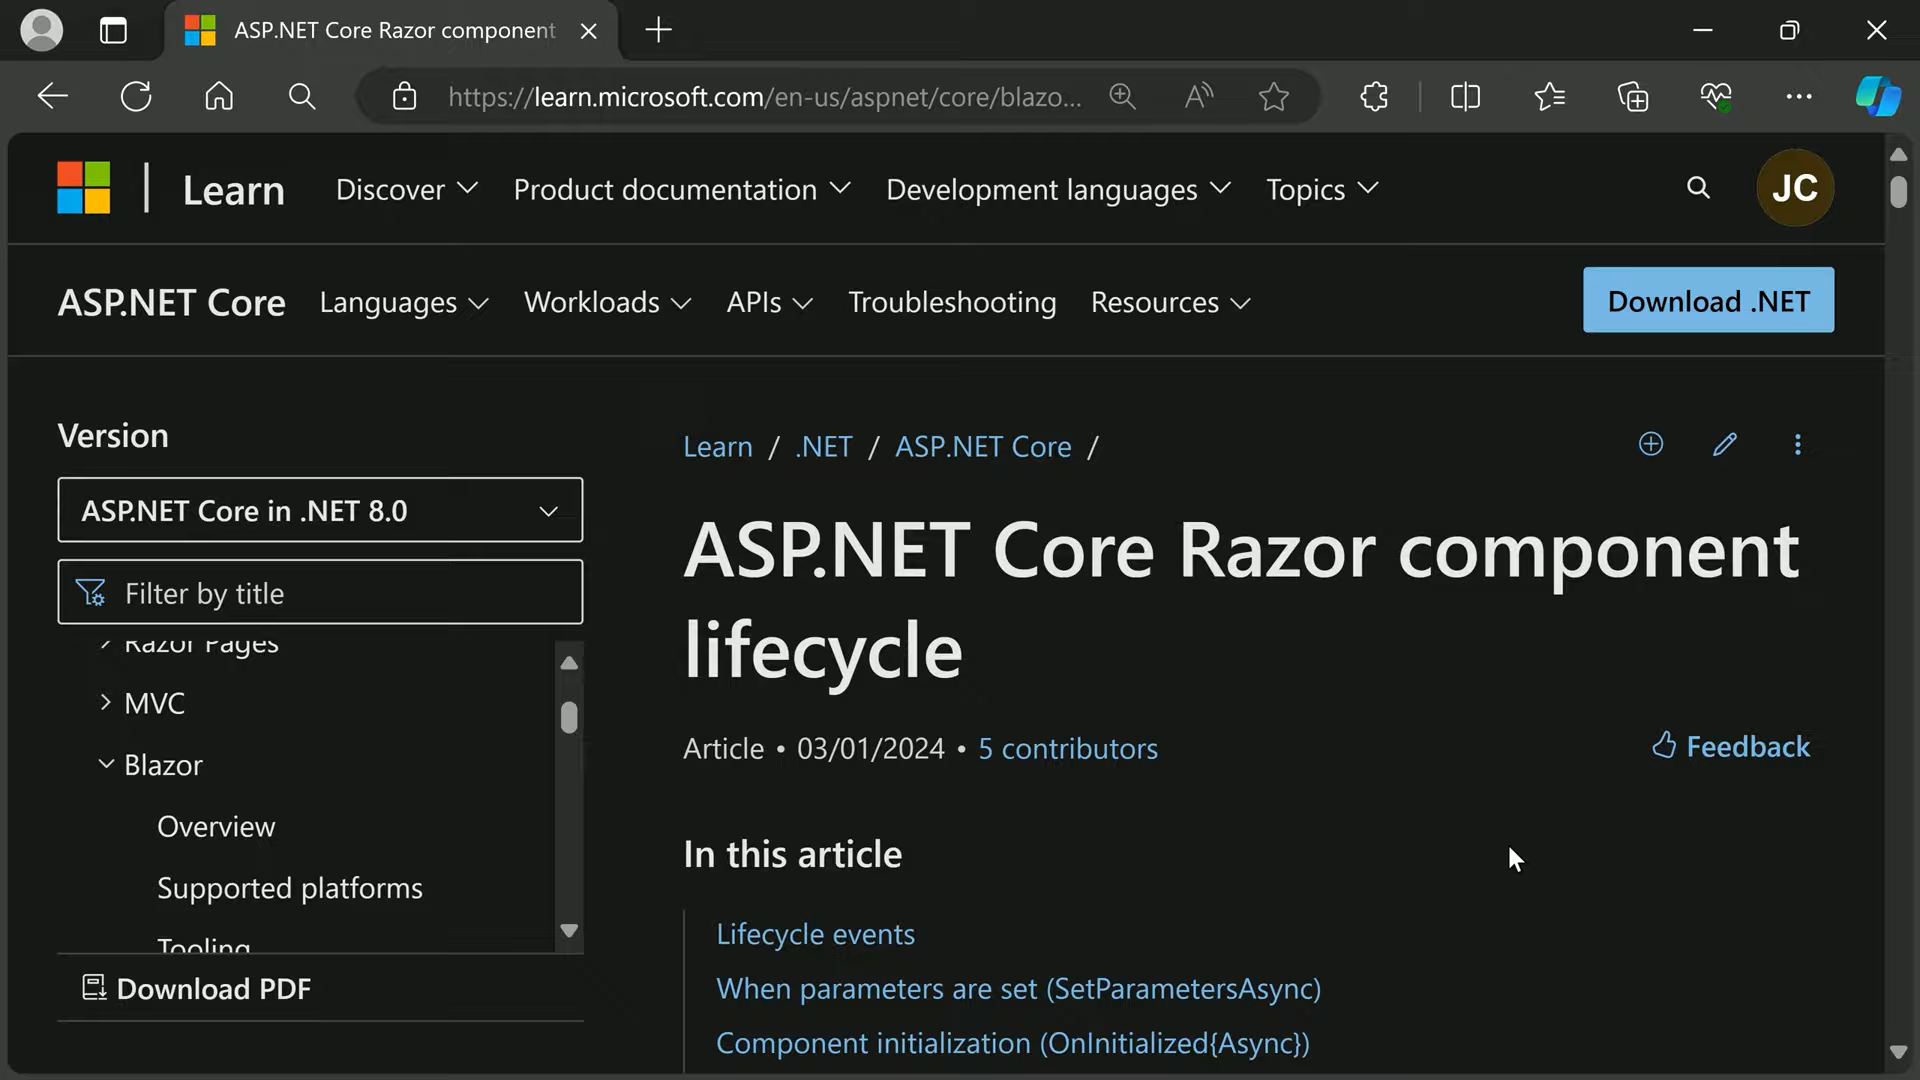 ASP.NET Core Razor component
https://learn.microsoft.com/en-us/aspnet/core/blazo...
Learn
Discover
Product documentation
Development languages
Topics
JC
ASP.NET Core
Languages
Workloads
APIs
Troubleshooting
Resources
Download .NET
Version
ASP.NET Core in .NET 8.0
Filter by title
Razor Pages
MVC
Blazor
Overview
Supported platforms
Tooling
Download PDF
Learn / .NET / ASP.NET Core /
ASP.NET Core Razor component
lifecycle
Article • 03/01/2024 • 5 contributors
Feedback
In this article
Lifecycle events
When parameters are set (SetParametersAsync)
Component initialization (OnInitialized{Async})